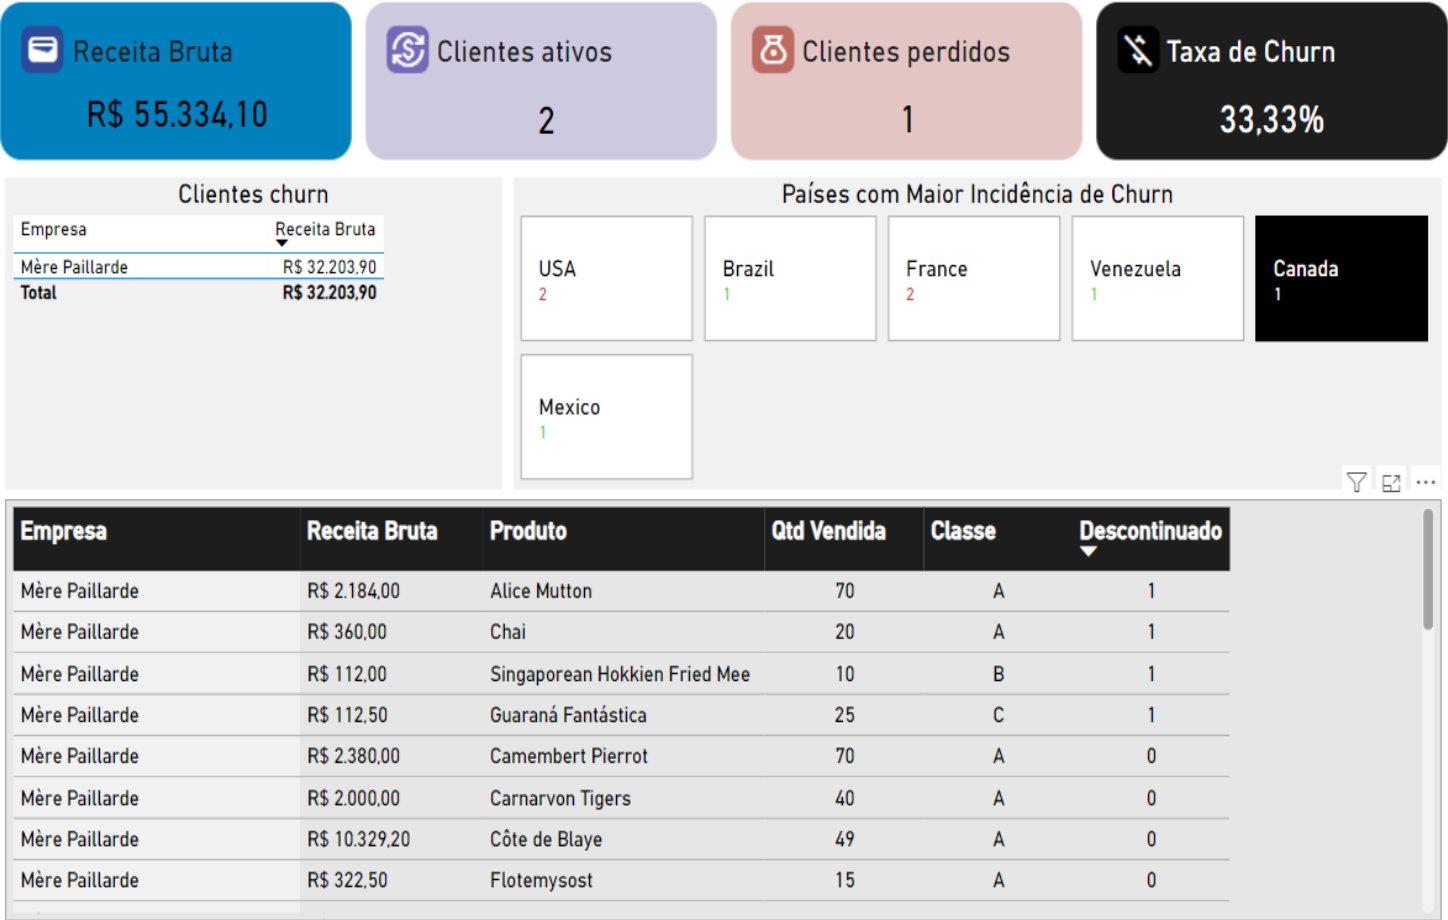 Receita Bruta
R$ 55.334,10
Clientes ativos
2
Clientes perdidos
1
Taxa de Churn
33,33%
Clientes churn
Empresa Receita Bruta
Mère Paillarde R$ 32.203,90
Total R$ 32.203,90
Países com Maior Incidência de Churn
USA
2
Brazil
1
France
2
Venezuela
1
Canada
1
Mexico
1
Empresa Receita Bruta Produto Qtd Vendida Classe Descontinuado
Mère Paillarde R$ 2.184,00 Alice Mutton 70 A 1
Mère Paillarde R$ 360,00 Chai 20 A 1
Mère Paillarde R$ 112,00 Singaporean Hokkien Fried Mee 10 B 1
Mère Paillarde R$ 112,50 Guaraná Fantástica 25 C 1
Mère Paillarde R$ 2.380,00 Camembert Pierrot 70 A 0
Mère Paillarde R$ 2.000,00 Carnarvon Tigers 40 A 0
Mère Paillarde R$ 10.329,20 Côte de Blaye 49 A 0
Mère Paillarde R$ 322,50 Flotemysost 15 A 0